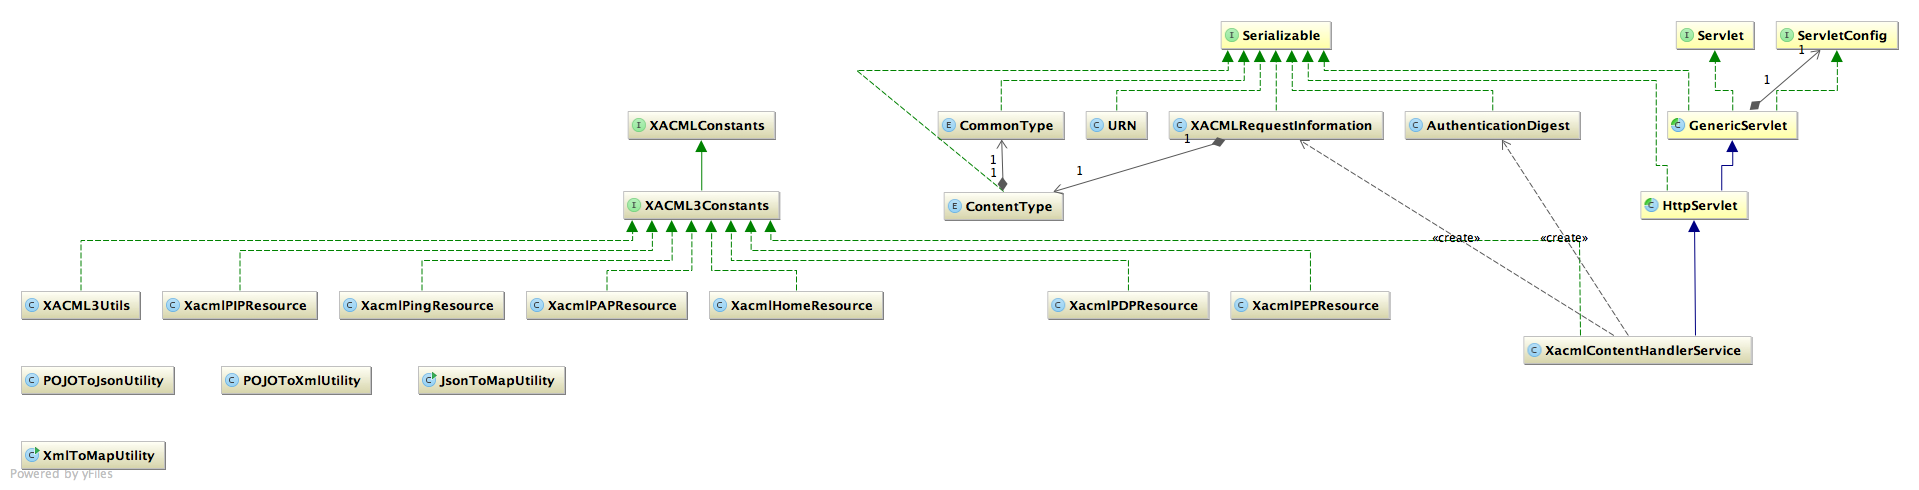 Serializable
Servlet
ServletConfig
1
1
XACMLConstants
CommonType
URN
XACMLRequestInformation
AuthenticationDigest
GenericServlet
1
1
1
1
XACML3Constants
ContentType
HttpServlet
«create»
«create»
XACML3Utils
XacmlPIPResource
XacmlPingResource
XacmlPAPResource
XacmlHomeResource
XacmlPDPResource
XacmlPEPResource
XacmlContentHandlerService
POJOToJsonUtility
POJOToXmlUtility
JsonToMapUtility
XmlToMapUtility
Powered by yFiles